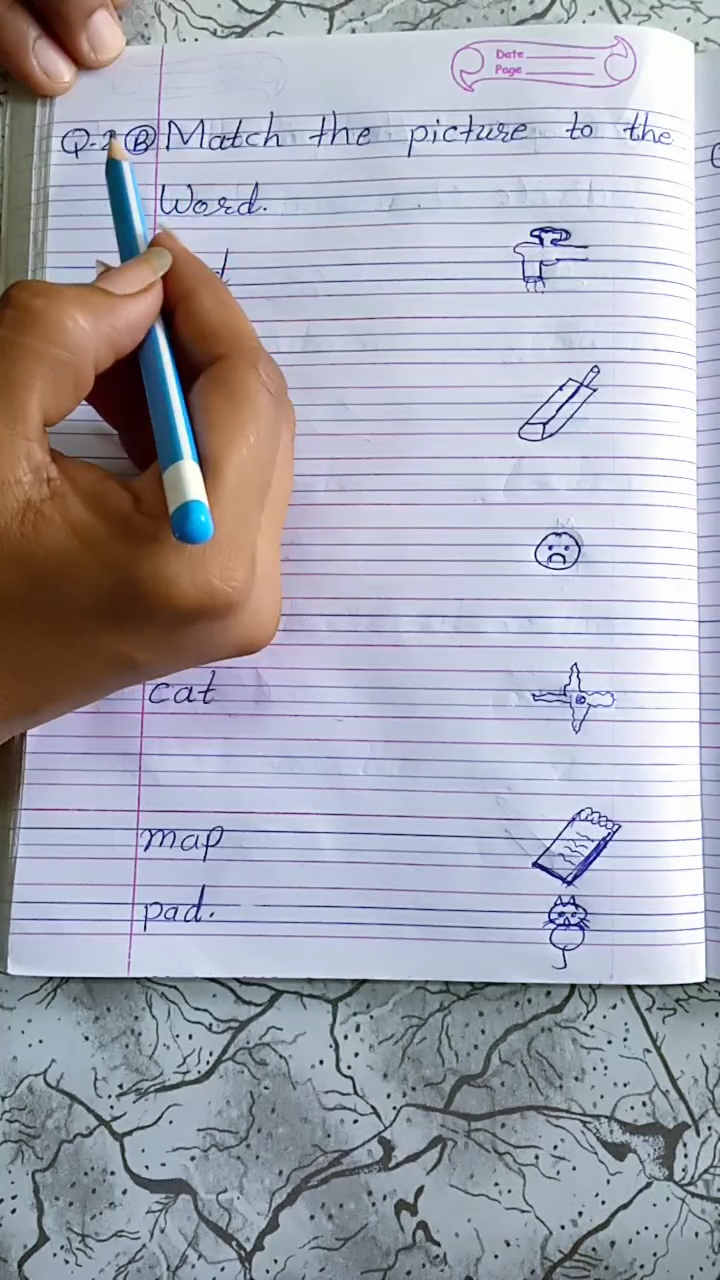 Date
Page
Q-2 B Match the picture to the
Word.
cat
map
pad.